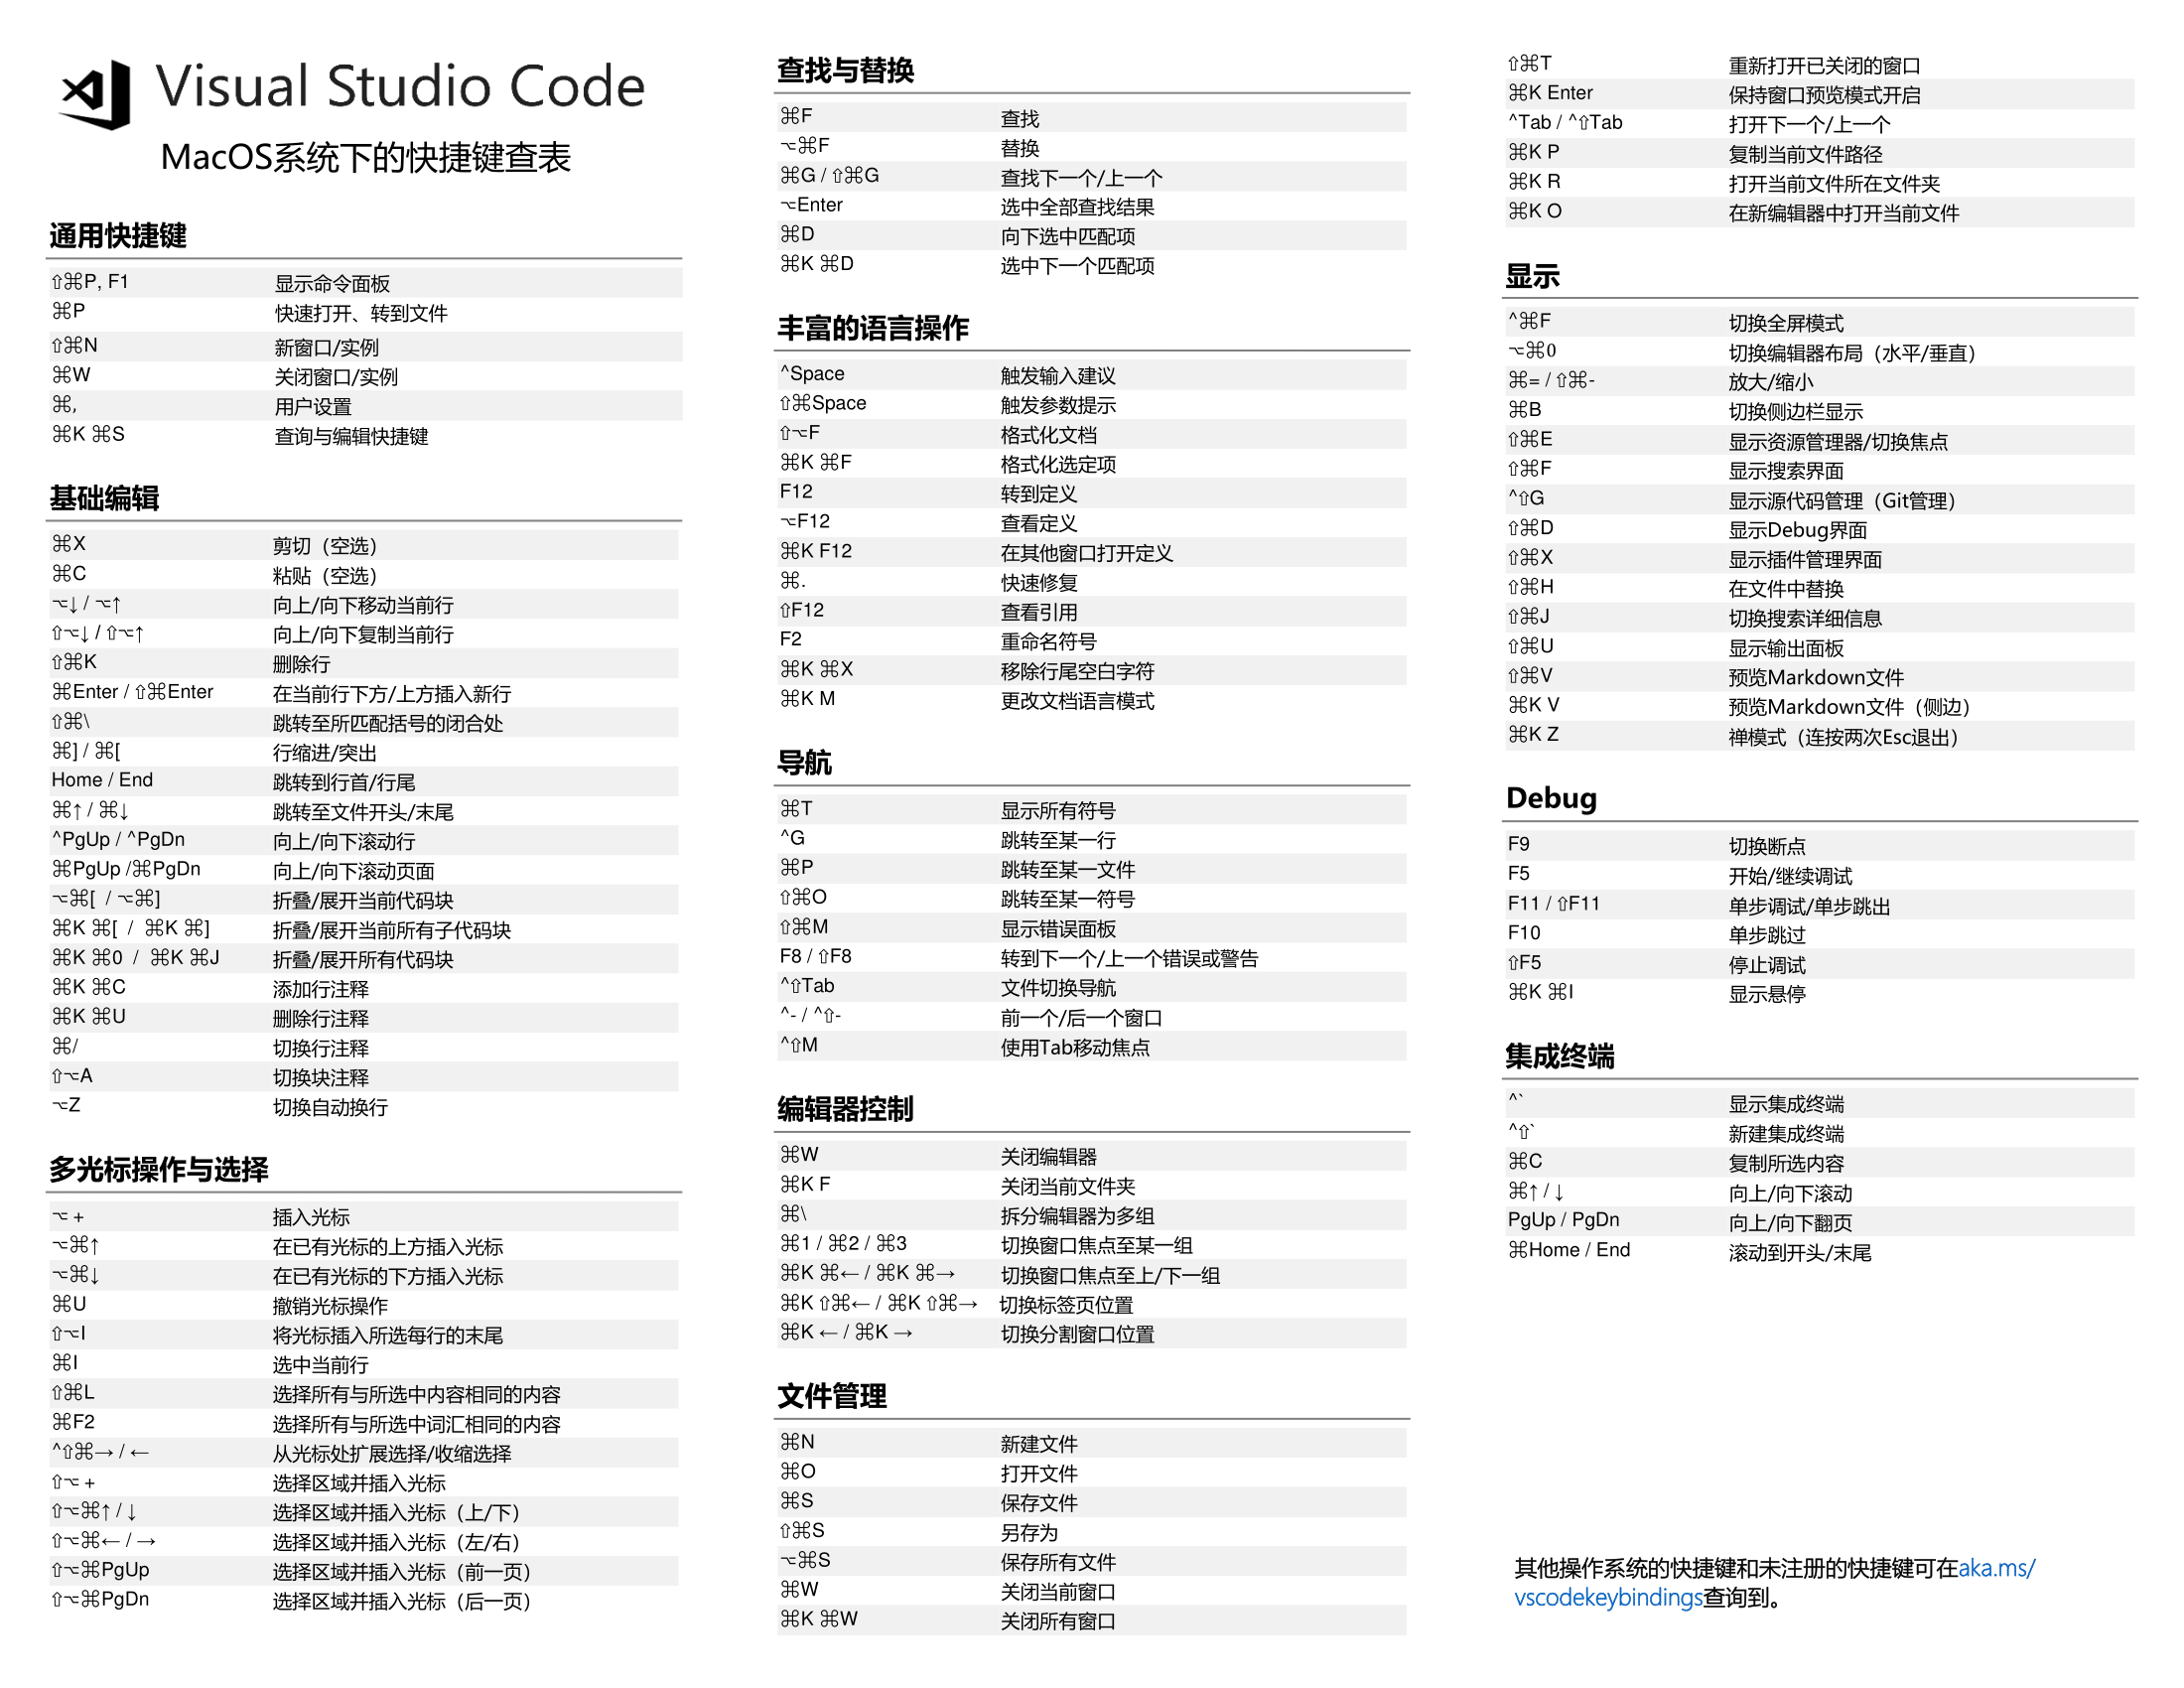 Visual Studio Code
MacOS系统下的快捷键查表
通用快捷键
⇧⌘P, F1 显示命令面板
⌘P 快速打开、转到文件
⇧⌘N 新窗口/实例
⌘W 关闭窗口/实例
⌘, 用户设置
⌘K ⌘S 查询与编辑快捷键
基础编辑
⌘X 剪切（空选）
⌘C 粘贴（空选）
⌥↓ / ⌥↑ 向上/向下移动当前行
⇧⌥↓ / ⇧⌥↑ 向上/向下复制当前行
⇧⌘K 删除行
⌘Enter / ⇧⌘Enter 在当前行下方/上方插入新行
⇧⌘\ 跳转至所匹配括号的闭合处
⌘] / ⌘[ 行缩进/突出
Home / End 跳转到行首/行尾
⌘↑ / ⌘↓ 跳转至文件开头/末尾
^PgUp / ^PgDn 向上/向下滚动行
⌘PgUp /⌘PgDn 向上/向下滚动页面
⌥⌘[ / ⌥⌘] 折叠/展开当前代码块
⌘K ⌘[ / ⌘K ⌘] 折叠/展开当前所有子代码块
⌘K ⌘0 / ⌘K ⌘J 折叠/展开所有代码块
⌘K ⌘C 添加行注释
⌘K ⌘U 删除行注释
⌘/ 切换行注释
⇧⌥A 切换块注释
⌥Z 切换自动换行
多光标操作与选择
⌥ + 插入光标
⌥⌘↑ 在已有光标的上方插入光标
⌥⌘↓ 在已有光标的下方插入光标
⌘U 撤销光标操作
⇧⌥I 将光标插入所选每行的末尾
⌘I 选中当前行
⇧⌘L 选择所有与所选中内容相同的内容
⌘F2 选择所有与所选中词汇相同的内容
^⇧⌘→ / ← 从光标处扩展选择/收缩选择
⇧⌥ + 选择区域并插入光标
⇧⌥⌘↑ / ↓ 选择区域并插入光标（上/下）
⇧⌥⌘← / → 选择区域并插入光标（左/右）
⇧⌥⌘PgUp 选择区域并插入光标（前一页）
⇧⌥⌘PgDn 选择区域并插入光标（后一页）
查找与替换
⌘F 查找
⌥⌘F 替换
⌘G / ⇧⌘G 查找下一个/上一个
⌥Enter 选中全部查找结果
⌘D 向下选中匹配项
⌘K ⌘D 选中下一个匹配项
丰富的语言操作
^Space 触发输入建议
⇧⌘Space 触发参数提示
⇧⌥F 格式化文档
⌘K ⌘F 格式化选定项
F12 转到定义
⌥F12 查看定义
⌘K F12 在其他窗口打开定义
⌘. 快速修复
⇧F12 查看引用
F2 重命名符号
⌘K ⌘X 移除行尾空白字符
⌘K M 更改文档语言模式
导航
⌘T 显示所有符号
^G 跳转至某一行
⌘P 跳转至某一文件
⇧⌘O 跳转至某一符号
⇧⌘M 显示错误面板
F8 / ⇧F8 转到下一个/上一个错误或警告
^⇧Tab 文件切换导航
^- / ^⇧- 前一个/后一个窗口
^⇧M 使用Tab移动焦点
编辑器控制
⌘W 关闭编辑器
⌘K F 关闭当前文件夹
⌘\ 拆分编辑器为多组
⌘1 / ⌘2 / ⌘3 切换窗口焦点至某一组
⌘K ⌘← / ⌘K ⌘→ 切换窗口焦点至上/下一组
⌘K ⇧⌘← / ⌘K ⇧⌘→ 切换标签页位置
⌘K ← / ⌘K → 切换分割窗口位置
文件管理
⌘N 新建文件
⌘O 打开文件
⌘S 保存文件
⇧⌘S 另存为
⌥⌘S 保存所有文件
⌘W 关闭当前窗口
⌘K ⌘W 关闭所有窗口
⇧⌘T 重新打开已关闭的窗口
⌘K Enter 保持窗口预览模式开启
^Tab / ^⇧Tab 打开下一个/上一个
⌘K P 复制当前文件路径
⌘K R 打开当前文件所在文件夹
⌘K O 在新编辑器中打开当前文件
显示
^⌘F 切换全屏模式
⌥⌘0 切换编辑器布局（水平/垂直）
⌘= / ⇧⌘- 放大/缩小
⌘B 切换侧边栏显示
⇧⌘E 显示资源管理器/切换焦点
⇧⌘F 显示搜索界面
^⇧G 显示源代码管理（Git管理）
⇧⌘D 显示Debug界面
⇧⌘X 显示插件管理界面
⇧⌘H 在文件中替换
⇧⌘J 切换搜索详细信息
⇧⌘U 显示输出面板
⇧⌘V 预览Markdown文件
⌘K V 预览Markdown文件（侧边）
⌘K Z 禅模式（连按两次Esc退出）
Debug
F9 切换断点
F5 开始/继续调试
F11 / ⇧F11 单步调试/单步跳出
F10 单步跳过
⇧F5 停止调试
⌘K ⌘I 显示悬停
集成终端
^` 显示集成终端
^⇧` 新建集成终端
⌘C 复制所选内容
⌘↑ / ↓ 向上/向下滚动
PgUp / PgDn 向上/向下翻页
⌘Home / End 滚动到开头/末尾
其他操作系统的快捷键和未注册的快捷键可在aka.ms/
vscodekeybindings查询到。